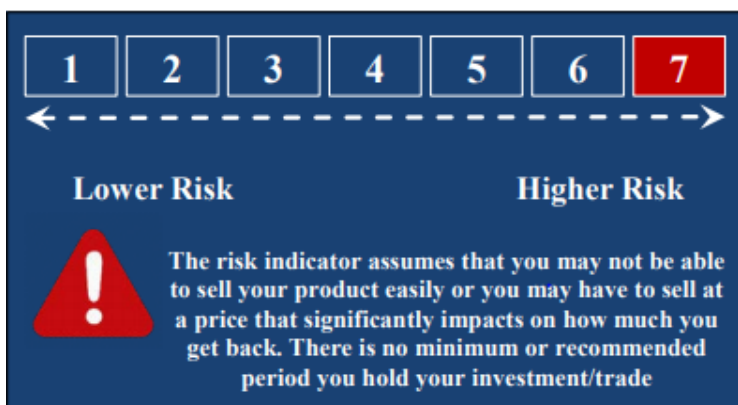 1 2 3 4 5 6 7
Lower Risk Higher Risk
!
The risk indicator assumes that you may not be able
to sell your product easily or you may have to sell at
a price that significantly impacts on how much you
get back. There is no minimum or recommended
period you hold your investment/trade